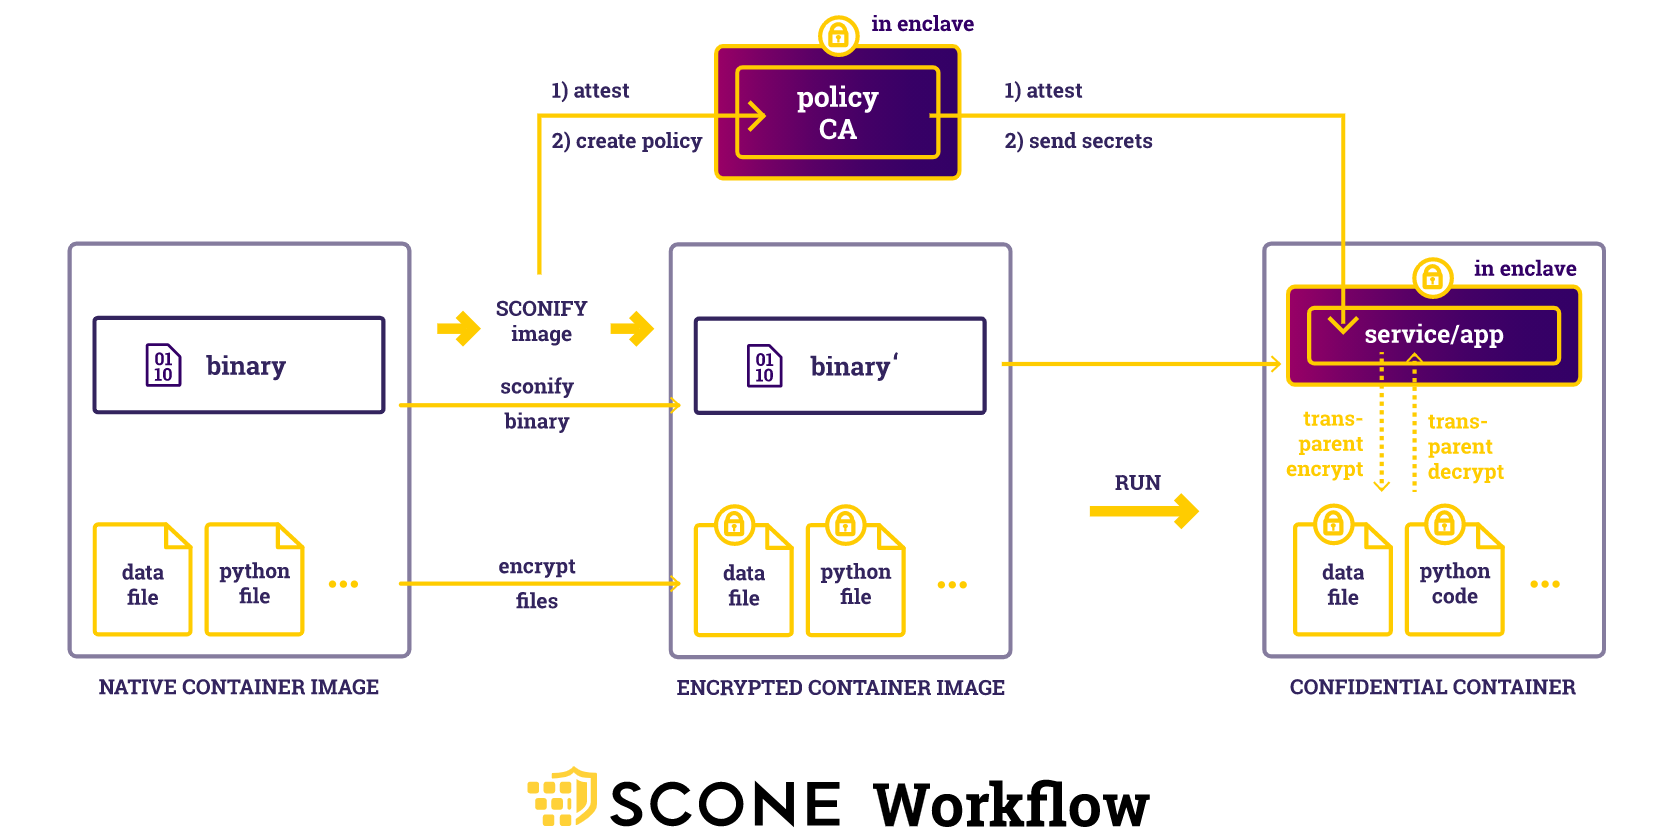 in enclave
1) attest
2) create policy
policy
CA
1) attest
2) send secrets
01
10
binary
SCONIFY
image
sconify
binary
data
file
python
file
...
encrypt
files
NATIVE CONTAINER IMAGE
01
10
binary‘
data
file
python
file
...
ENCRYPTED CONTAINER IMAGE
RUN
in enclave
service/app
trans-
parent
encrypt
trans-
parent
decrypt
data
file
python
code
...
CONFIDENTIAL CONTAINER
SCONE Workflow